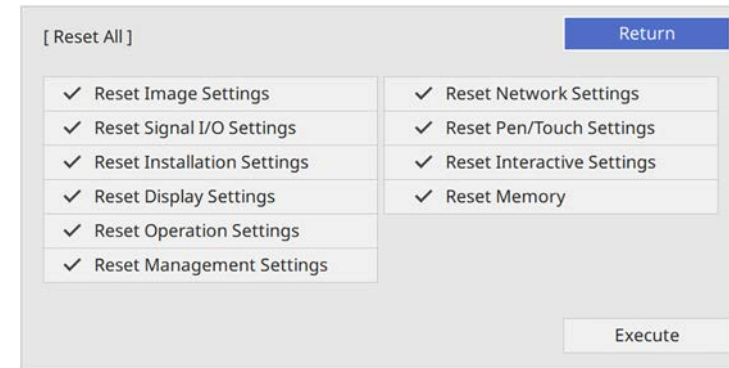 [ Reset All ]
Return
Reset Image Settings
Reset Signal I/O Settings
Reset Installation Settings
Reset Display Settings
Reset Operation Settings
Reset Management Settings
Reset Network Settings
Reset Pen/Touch Settings
Reset Interactive Settings
Reset Memory
Execute